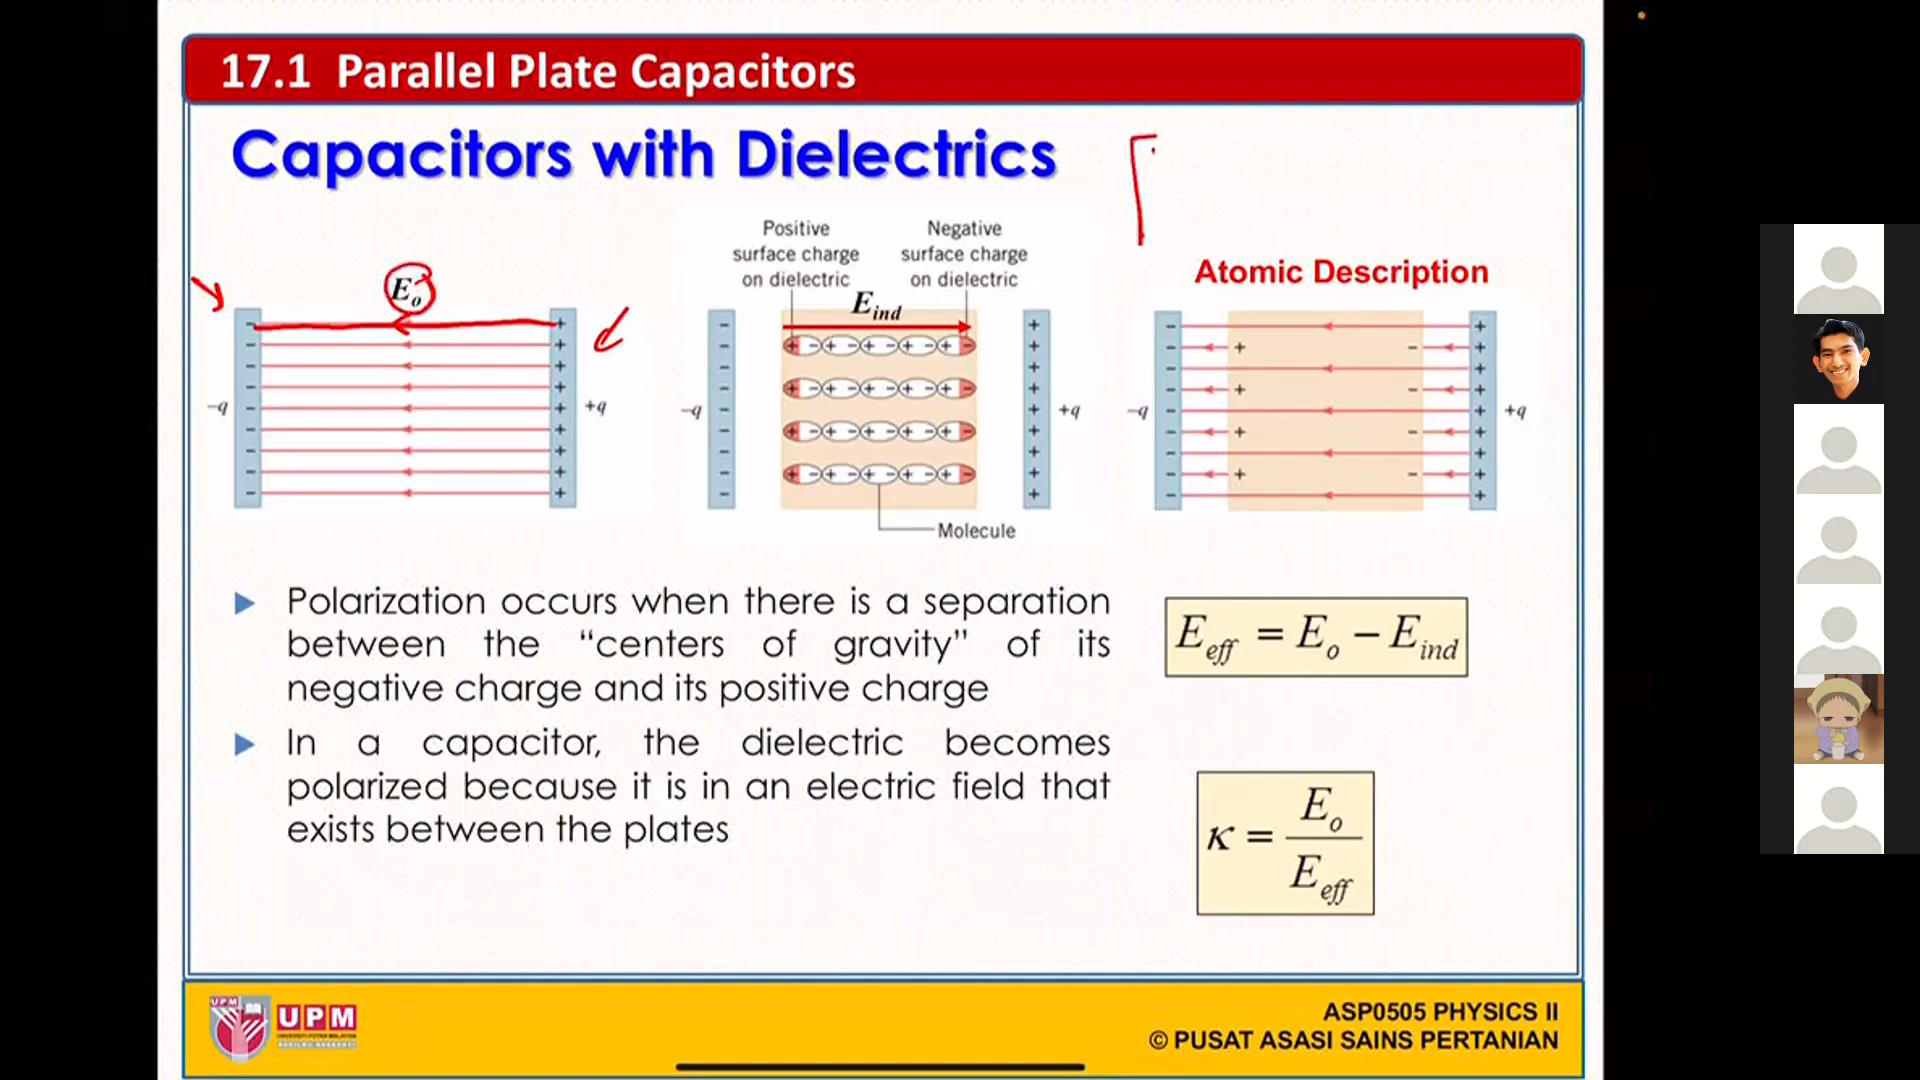 17.1 Parallel Plate Capacitors
Capacitors with Dielectrics
E_o
-q
+q
Positive
surface charge
on dielectric
Negative
surface charge
on dielectric
E_ind
-q
+q
Molecule
Atomic Description
-q
+q
Polarization occurs when there is a separation
between the “centers of gravity” of its
negative charge and its positive charge
In a capacitor, the dielectric becomes
polarized because it is in an electric field that
exists between the plates
E_eff = E_o − E_ind
κ = E_o / E_eff
UPM
UPM
ASP0505 PHYSICS II
© PUSAT ASASI SAINS PERTANIAN